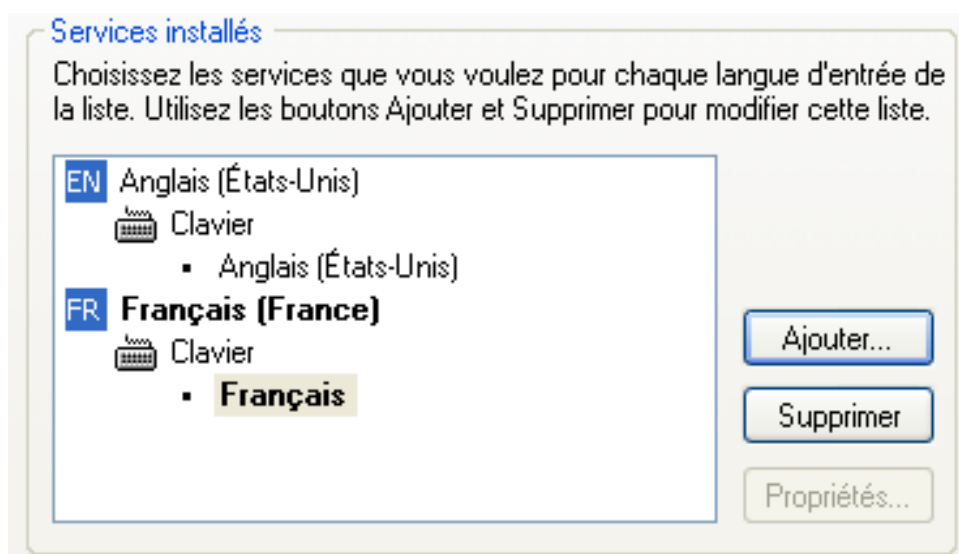 Services installés
Choisissez les services que vous voulez pour chaque langue d'entrée de
la liste. Utilisez les boutons Ajouter et Supprimer pour modifier cette liste.
EN Anglais (États-Unis)
Clavier
▪ Anglais (États-Unis)
FR Français (France)
Clavier
▪ Français
Ajouter...
Supprimer
Propriétés...